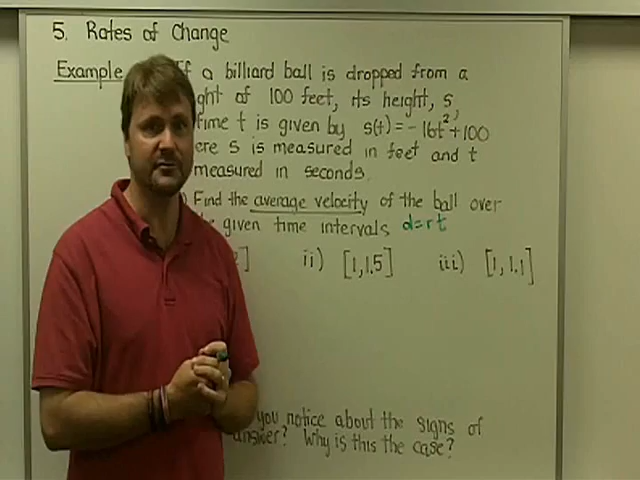 5. Rates of Change
Example If a billiard ball is dropped from a
ght of 100 feet, its height, s,
time t is given by s(t) = -16t²+100
ere s is measured in feet and t
measured in seconds.
) Find the average velocity of the ball over
e given time intervals d=rt
] ii) [1,1.5] iii) [1, 1.1]
you notice about the signs of
answer? Why is this the case?